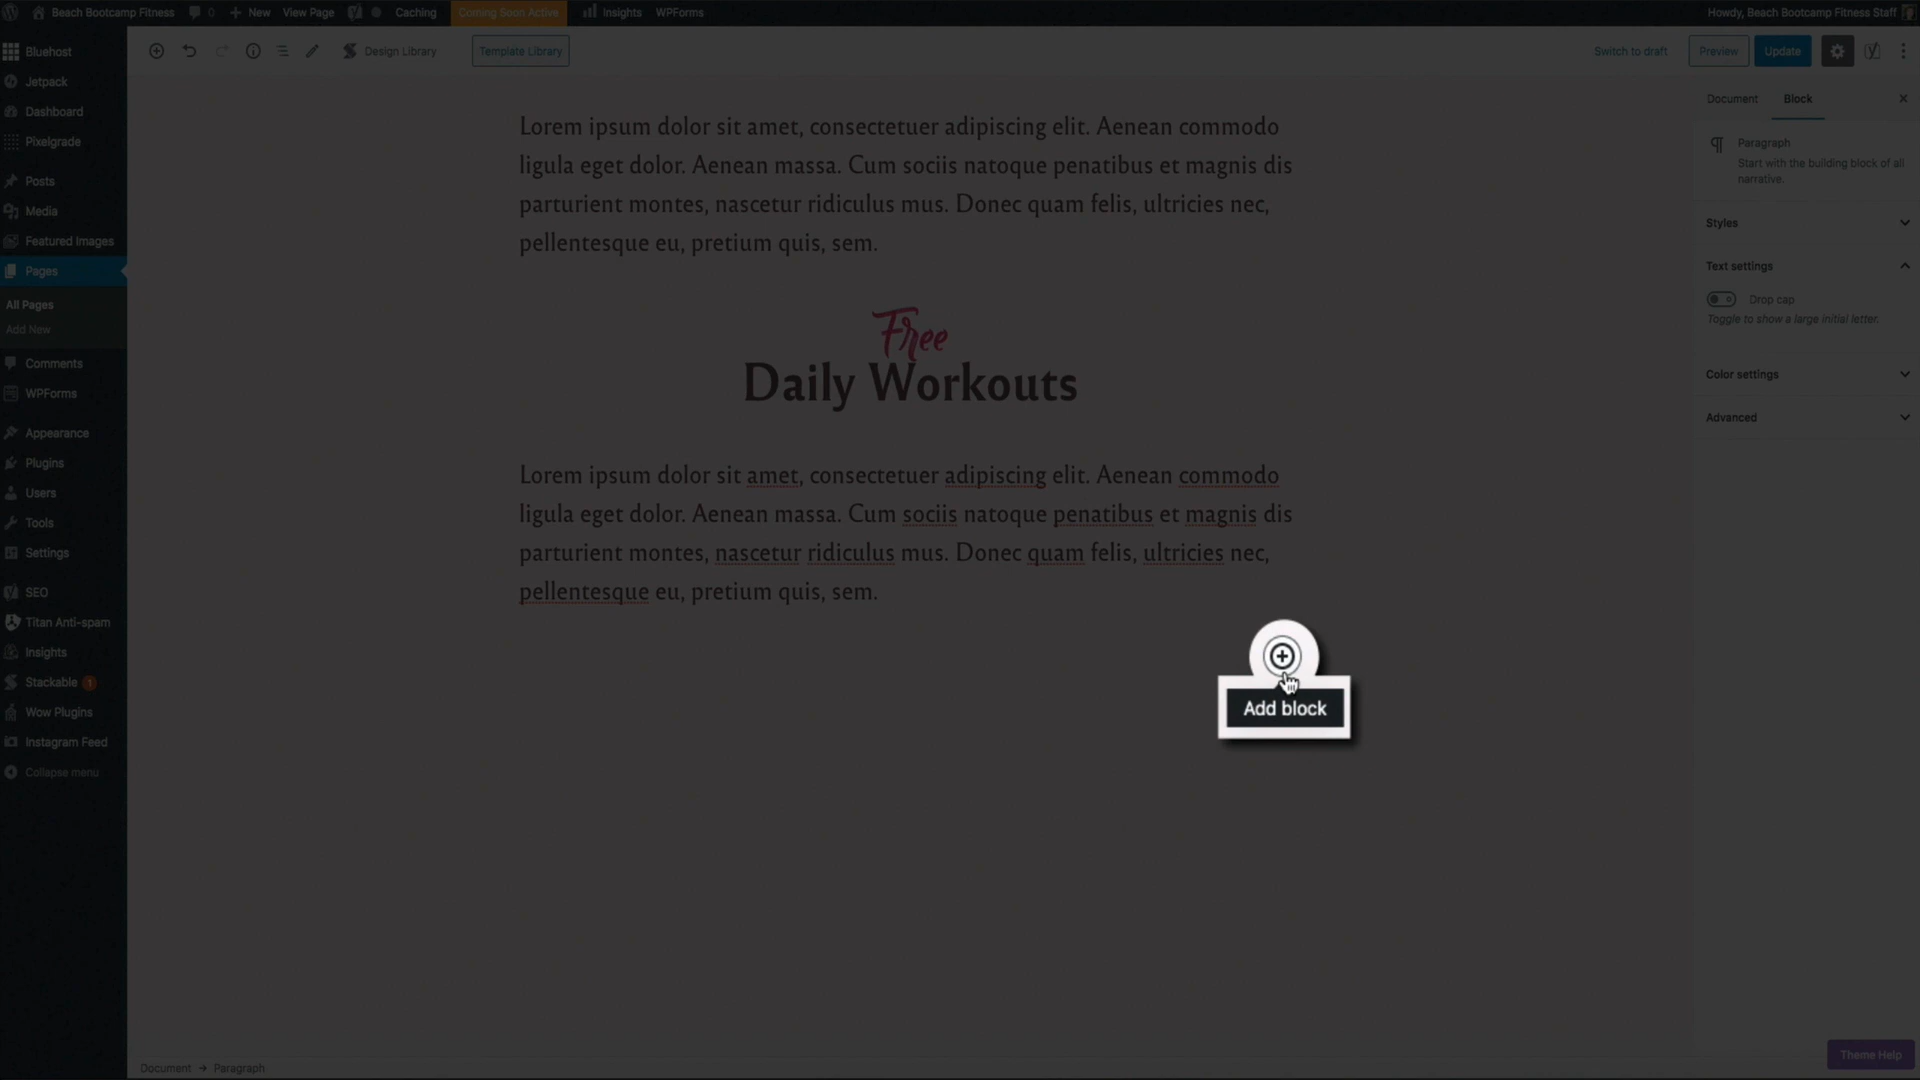 Beach Bootcamp Fitness 0 New View Page Caching Coming Soon Active Insights WPForms Howdy, Beach Bootcamp Fitness Staff
Bluehost
Jetpack
Dashboard
Pixelgrade
Posts
Media
Featured Images
Pages
All Pages
Add New
Comments
WPForms
Appearance
Plugins
Users
Tools
Settings
SEO
Titan Anti-spam
Insights
Stackable 1
Wow Plugins
Instagram Feed
Collapse menu
Design Library Template Library Switch to draft Preview Update
Lorem ipsum dolor sit amet, consectetuer adipiscing elit. Aenean commodo
ligula eget dolor. Aenean massa. Cum sociis natoque penatibus et magnis dis
parturient montes, nascetur ridiculus mus. Donec quam felis, ultricies nec,
pellentesque eu, pretium quis, sem.
Free
Daily Workouts
Lorem ipsum dolor sit amet, consectetuer adipiscing elit. Aenean commodo
ligula eget dolor. Aenean massa. Cum sociis natoque penatibus et magnis dis
parturient montes, nascetur ridiculus mus. Donec quam felis, ultricies nec,
pellentesque eu, pretium quis, sem.
Add block
Document Block
Paragraph
Start with the building block of all
narrative.
Styles
Text settings
Drop cap
Toggle to show a large initial letter.
Color settings
Advanced
Document → Paragraph
Theme Help